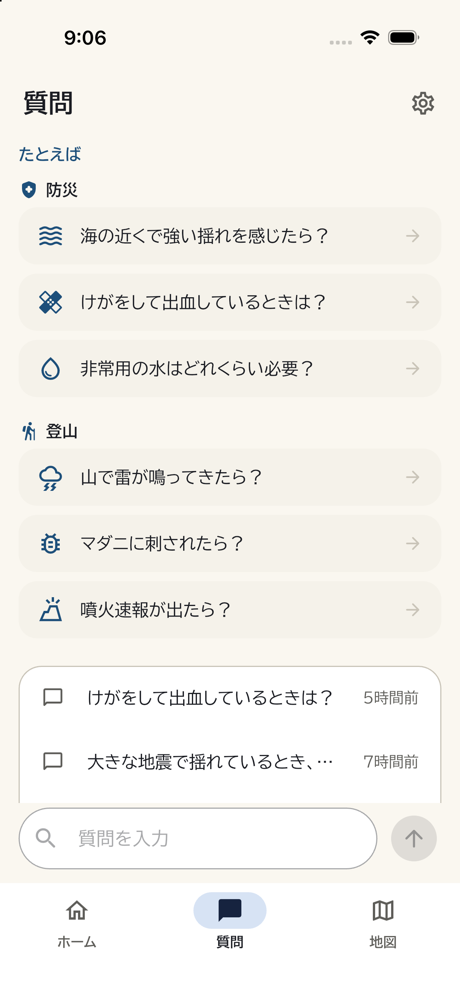 9:06
質問
たとえば
防災
海の近くで強い揺れを感じたら？
けがをして出血しているときは？
非常用の水はどれくらい必要？
登山
山で雷が鳴ってきたら？
マダニに刺されたら？
噴火速報が出たら？
けがをして出血しているときは？ 5時間前
大きな地震で揺れているとき、… 7時間前
質問を入力
ホーム 質問 地図